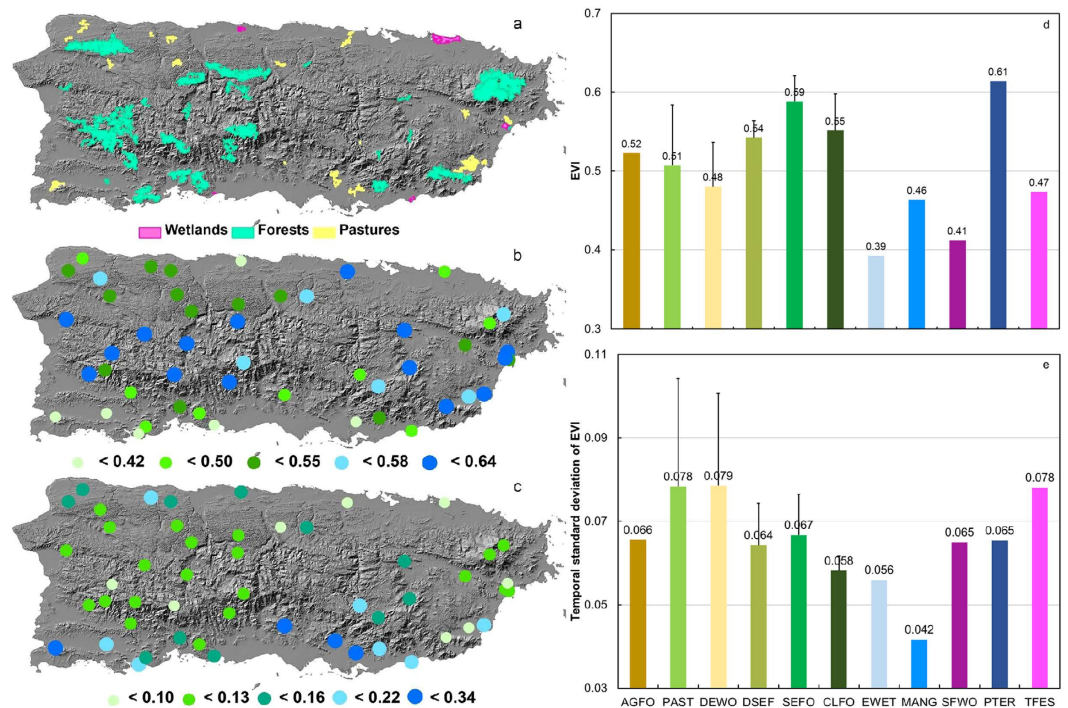 a
Wetlands Forests Pastures
b
< 0.42 < 0.50 < 0.55 < 0.58 < 0.64
c
< 0.10 < 0.13 < 0.16 < 0.22 < 0.34
d
EVI
0.7
0.6
0.5
0.4
0.3
0.52
0.51
0.48
0.54
0.59
0.55
0.39
0.46
0.41
0.61
0.47
e
Temporal standard deviation of EVI
0.11
0.09
0.07
0.05
0.03
0.066
0.078
0.079
0.064
0.067
0.058
0.056
0.042
0.065
0.065
0.078
AGFO PAST DEWO DSEF SEFO CLFO EWET MANG SFWO PTER TFES